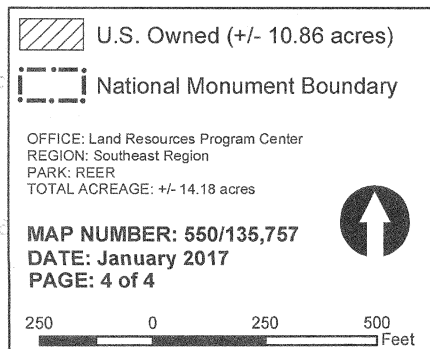 U.S. Owned (+/- 10.86 acres)
National Monument Boundary
OFFICE: Land Resources Program Center
REGION: Southeast Region
PARK: REER
TOTAL ACREAGE: +/- 14.18 acres
MAP NUMBER: 550/135,757
DATE: January 2017
PAGE: 4 of 4
250 0 250 500
Feet